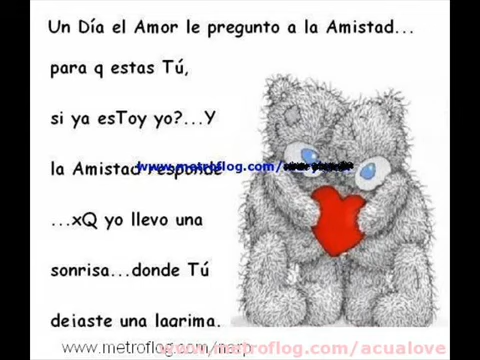 Un Día el Amor le pregunto a la Amistad...
para q estas Tú,
si ya esToy yo?...Y
la Amistad responde
www.metroflog.com/
...xQ yo llevo una
sonrisa...donde Tú
dejaste una lagrima.
www.metroflog.com/
www.metroflog.com/acualove